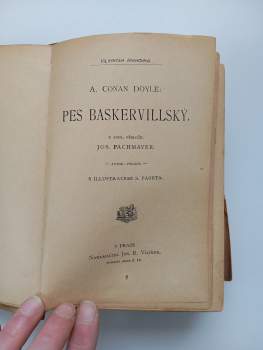 A. CONAN DOYLE:
PES BASKERVILLSKÝ.
JOS. PACHMAYER.
S ILLUSTRACEMI S. PAGETA.
V PRAZE.
NAKLADATEL JOS. R. VILÍMEK.